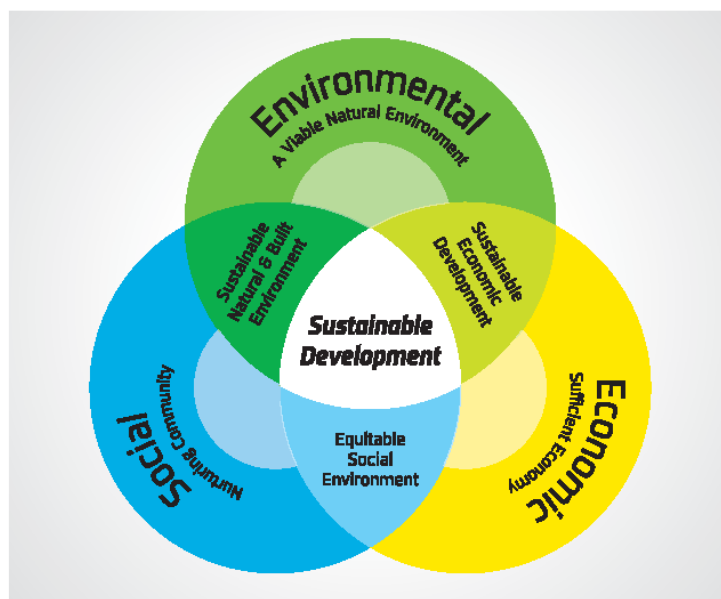 Environmental
A Viable Natural Environment
Sustainable
Natural & Built
Environment
Sustainable
Economic
Development
Sustainable
Development
Social
Nurturing Community
Equitable
Social
Environment
Economic
Sufficient Economy